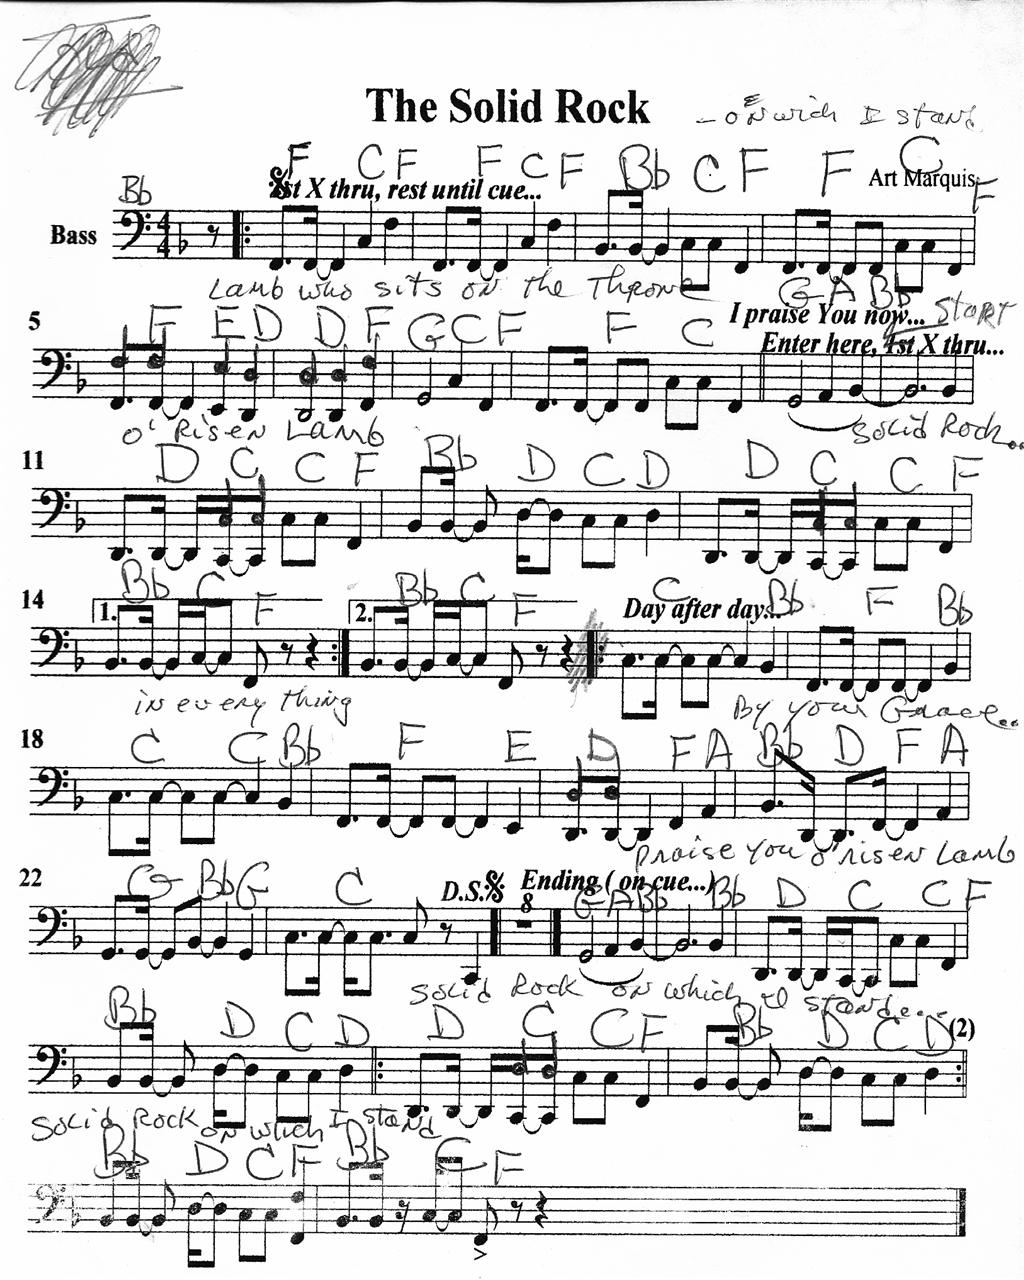 The Solid Rock
- on wich I stand
F C F F C F Bb C F F C F
Art Marquis
Bb
1st X thru, rest until cue...
Bass
Lamb who sits on the Throne
G A Bb
I praise You now... START
5
F E D D F G C F F C
Enter here, 1st X thru...
O' Risen Lamb
Solid Rock...
11
D C C F Bb D C D D C C F
14
Bb C F Bb C F C Bb F Bb
1. 2. Day after days...
in every thing
By your Grace...
18
C C Bb F E D F A Bb D F A
Praise you o' risen Lamb
22
G Bb G C
D.S. Ending ( on cue...)
8
G A Bb Bb D C C F
Solid Rock on which I stand...
Bb D C D D C C F Bb D C D (2)
Solid Rock on which I stand
Bb D C F Bb C F